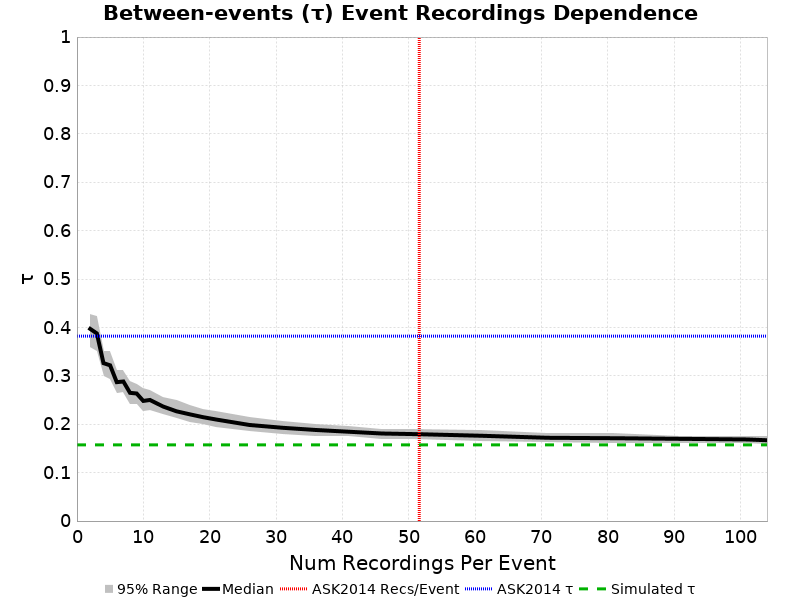 Between-events (τ) Event Recordings Dependence
1
0.9
0.8
0.7
0.6
0.5
0.4
0.3
0.2
0.1
0
τ
0 10 20 30 40 50 60 70 80 90 100
Num Recordings Per Event
95% Range Median ASK2014 Recs/Event ASK2014 τ Simulated τ